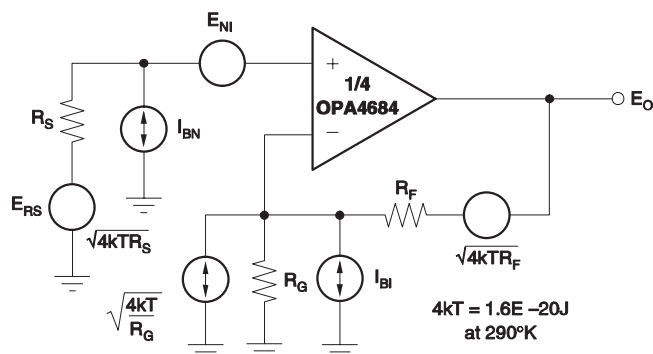 E_NI
+
1/4
OPA4684
−
E_O
R_S
I_BN
E_RS
√4kTR_S
R_F
√4kTR_F
√4kT/R_G
R_G
I_BI
4kT = 1.6E –20J
at 290°K